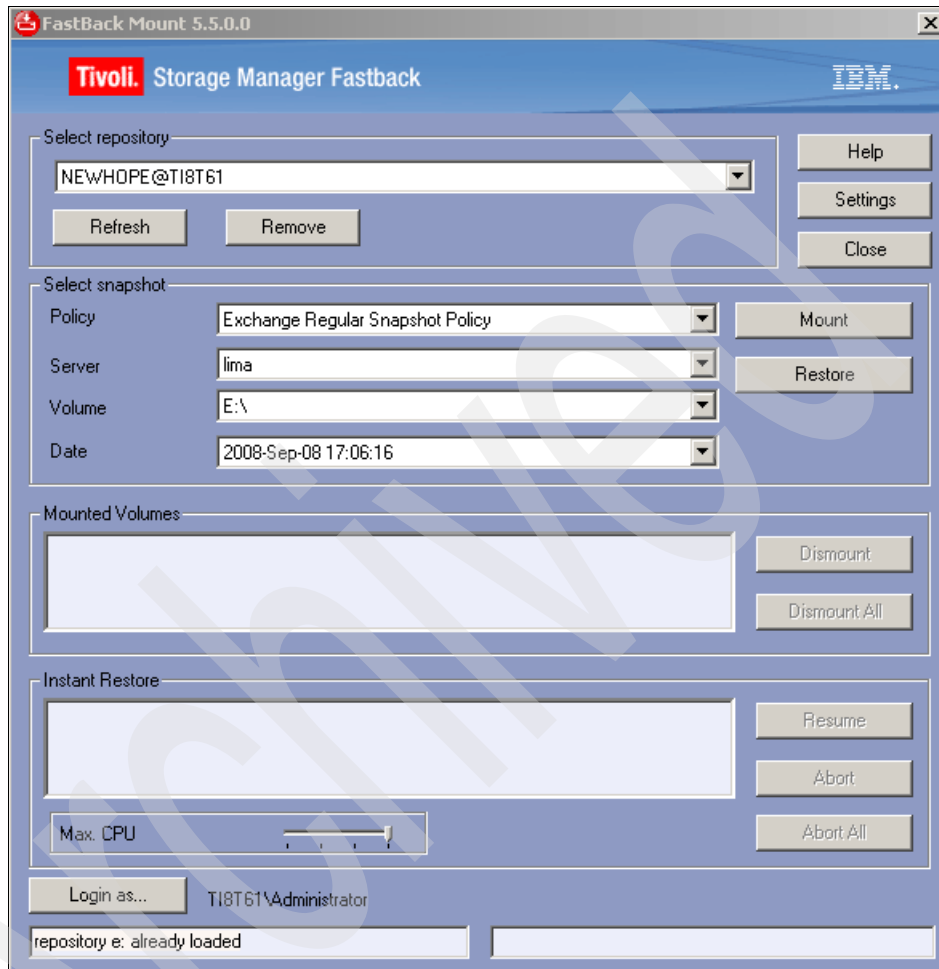 FastBack Mount 5.5.0.0
Tivoli. Storage Manager Fastback
IBM.
Select repository
NEWHOPE@TI8T61
Refresh
Remove
Help
Settings
Close
Select snapshot
Policy
Exchange Regular Snapshot Policy
Mount
Server
lima
Restore
Volume
E:\
Date
2008-Sep-08 17:06:16
Mounted Volumes
Dismount
Dismount All
Instant Restore
Resume
Abort
Max. CPU
Abort All
Login as...
TI8T61\Administrator
repository e: already loaded
Archived